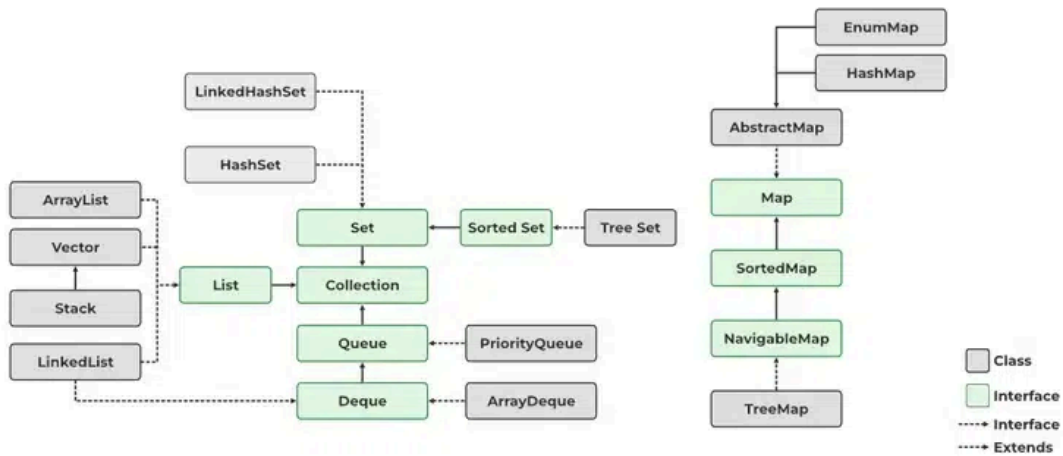 EnumMap
HashMap
LinkedHashSet
AbstractMap
HashSet
ArrayList
Map
Set
Sorted Set
Tree Set
Vector
SortedMap
List
Collection
Stack
Queue
PriorityQueue
NavigableMap
LinkedList
Class
Deque
ArrayDeque
TreeMap
Interface
Interface
Extends